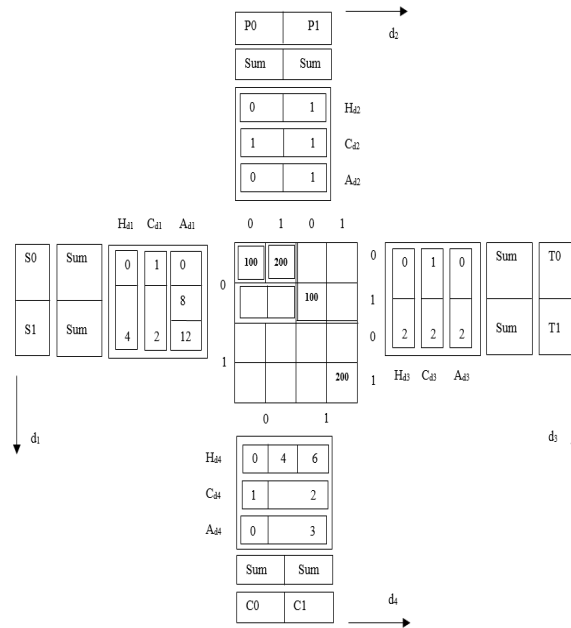 P0 P1
d2
Sum Sum
0 1 Hd2
1 1 Cd2
0 1 Ad2
Hd1 Cd1 Ad1 0 1 0 1
S0 Sum 0 1 0 100 200 0 0 1 0 Sum T0
8 0 100 1
S1 Sum 4 2 12 0 2 2 2 Sum T1
1 200 1 Hd3 Cd3 Ad3
0 1
d1 d3
Hd4 0 4 6
Cd4 1 2
Ad4 0 3
Sum Sum
C0 C1 d4